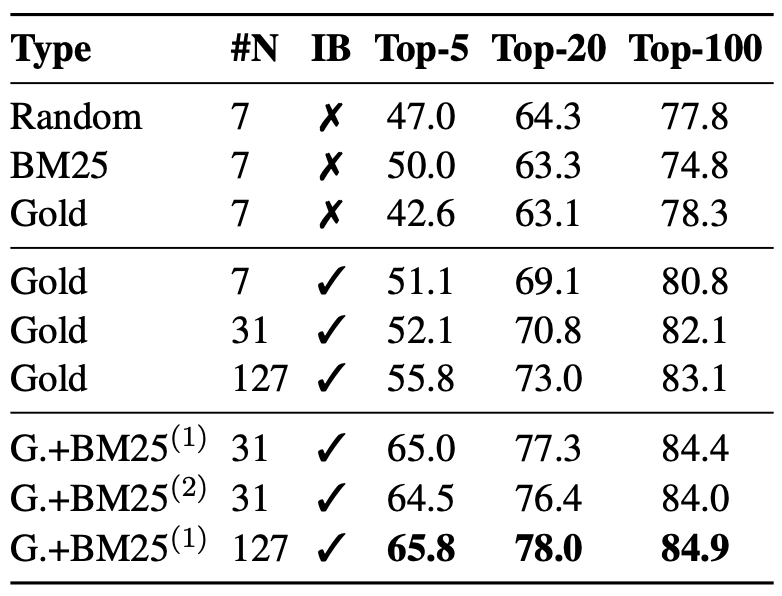 Type #N IB Top-5 Top-20 Top-100
Random 7 ✗ 47.0 64.3 77.8
BM25 7 ✗ 50.0 63.3 74.8
Gold 7 ✗ 42.6 63.1 78.3
Gold 7 ✓ 51.1 69.1 80.8
Gold 31 ✓ 52.1 70.8 82.1
Gold 127 ✓ 55.8 73.0 83.1
G.+BM25⁽¹⁾ 31 ✓ 65.0 77.3 84.4
G.+BM25⁽²⁾ 31 ✓ 64.5 76.4 84.0
G.+BM25⁽¹⁾ 127 ✓ 65.8 78.0 84.9